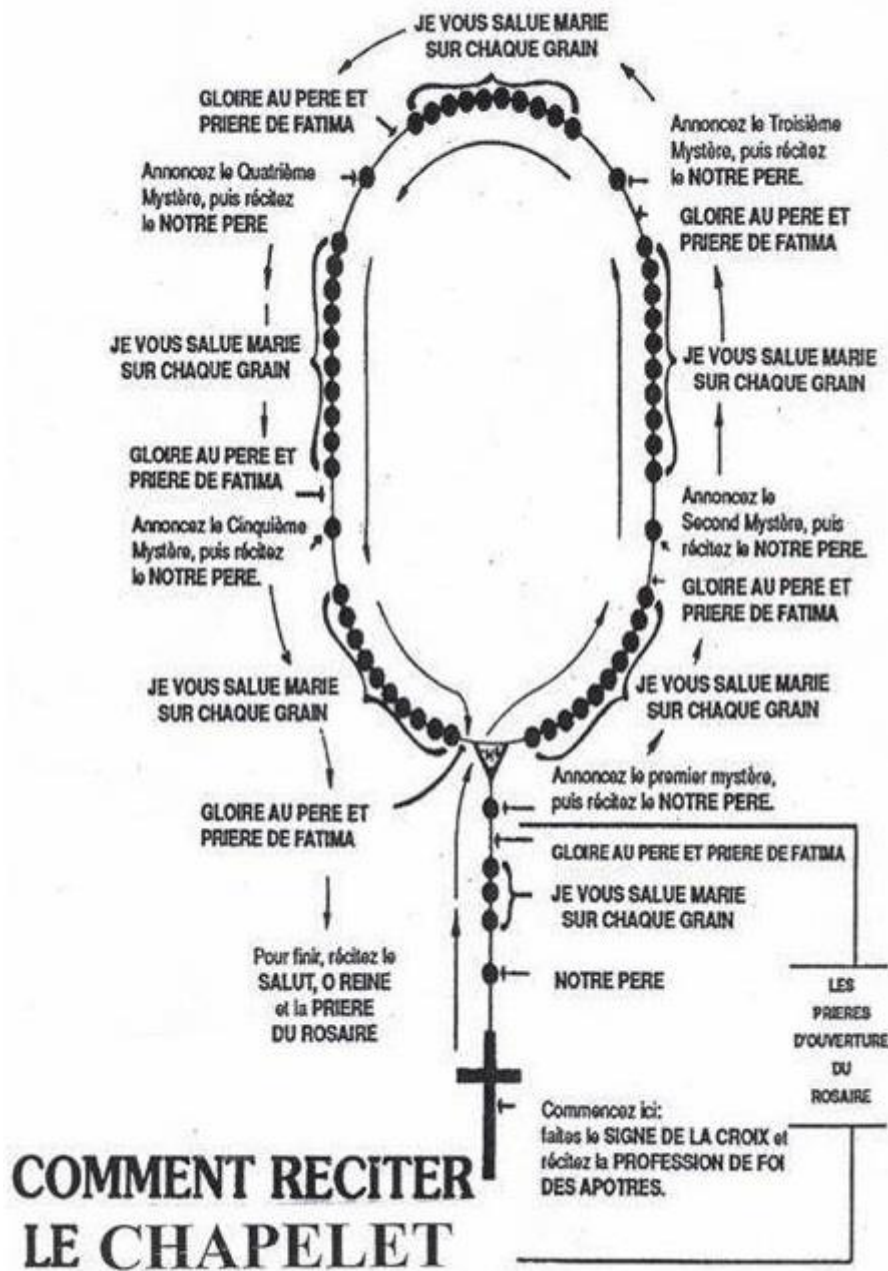 JE VOUS SALUE MARIE
SUR CHAQUE GRAIN
GLOIRE AU PERE ET
PRIERE DE FATIMA
Annoncez le Troisième
Mystère, puis récitez
le NOTRE PERE.
Annoncez le Quatrième
Mystère, puis récitez
le NOTRE PERE
GLOIRE AU PERE ET
PRIERE DE FATIMA
JE VOUS SALUE MARIE
SUR CHAQUE GRAIN
JE VOUS SALUE MARIE
SUR CHAQUE GRAIN
GLOIRE AU PERE ET
PRIERE DE FATIMA
Annoncez le
Second Mystère, puis
récitez le NOTRE PERE.
Annoncez le Cinquième
Mystère, puis récitez
le NOTRE PERE.
GLOIRE AU PERE ET
PRIERE DE FATIMA
JE VOUS SALUE MARIE
SUR CHAQUE GRAIN
JE VOUS SALUE MARIE
SUR CHAQUE GRAIN
Annoncez le premier mystère,
puis récitez le NOTRE PERE.
GLOIRE AU PERE ET
PRIERE DE FATIMA
GLOIRE AU PERE ET PRIERE DE FATIMA
JE VOUS SALUE MARIE
SUR CHAQUE GRAIN
Pour finir, récitez le
SALUT, O REINE
et la PRIERE
DU ROSAIRE
NOTRE PERE
LES
PRIERES
D'OUVERTURE
DU
ROSAIRE
Commencez ici:
faites le SIGNE DE LA CROIX et
récitez la PROFESSION DE FOI
DES APOTRES.
COMMENT RECITER
LE CHAPELET